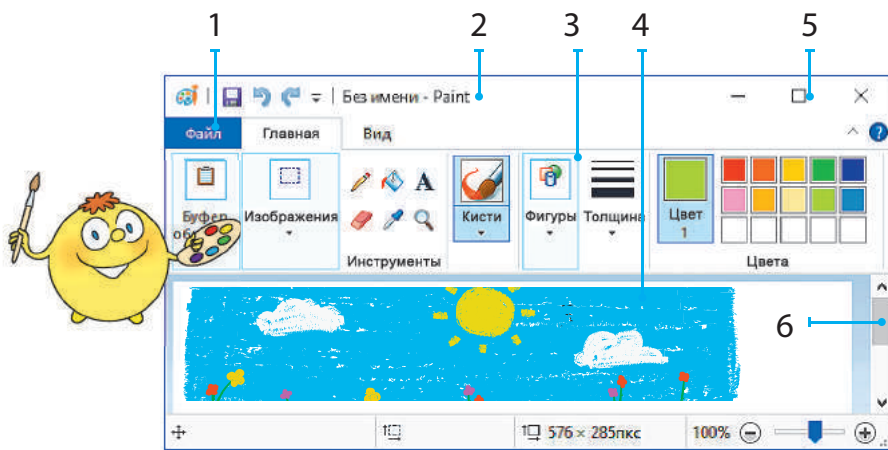 1 2 3 4 5
Без имени - Paint
Файл Главная Вид
Буфер
об
Изображения
A
Инструменты
Кисти
Фигуры
Толщина
Цвет
1
Цвета
6
576 × 285пкс
100%